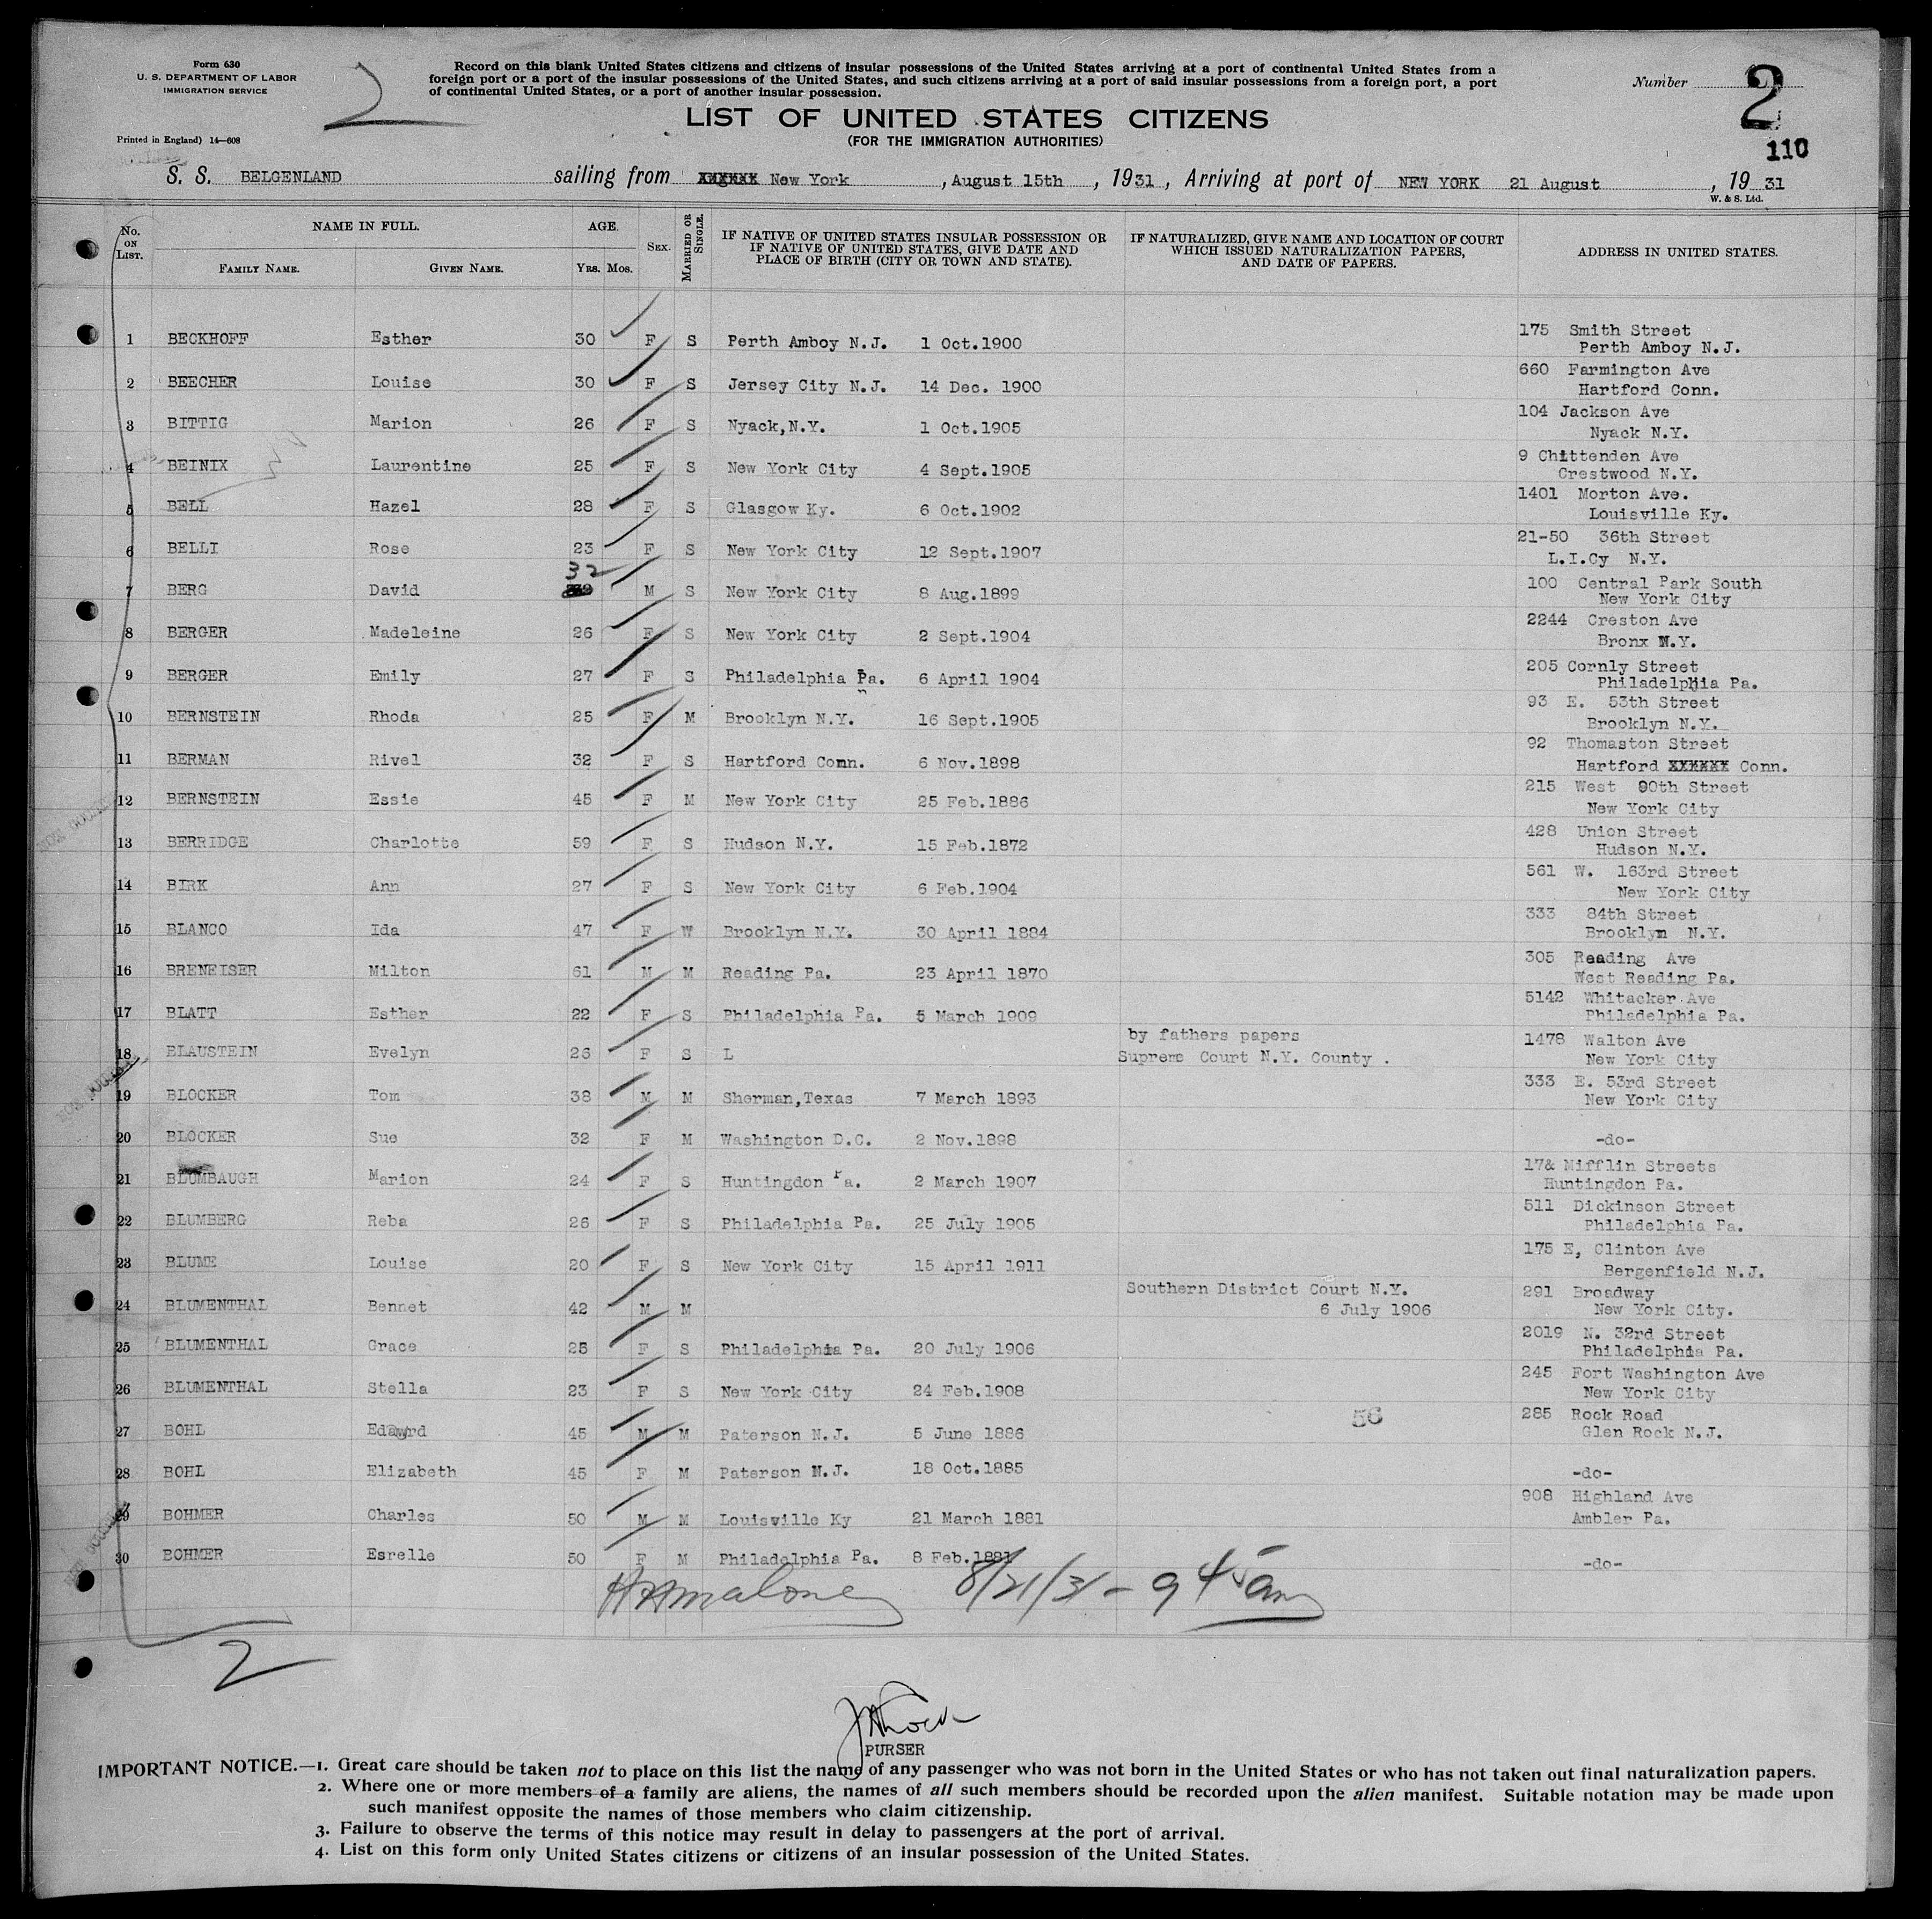 Form 630
U. S. DEPARTMENT OF LABOR
IMMIGRATION SERVICE
Printed in England) 14—608
2
Record on this blank United States citizens and citizens of insular possessions of the United States arriving at a port of continental United States from a
foreign port or a port of the insular possessions of the United States, and such citizens arriving at a port of said insular possessions from a foreign port, a port
of continental United States, or a port of another insular possession.
LIST OF UNITED STATES CITIZENS
(FOR THE IMMIGRATION AUTHORITIES)
Number 2
110
S. S. BELGENLAND sailing from XXXXXX New York , August 15th , 1931 , Arriving at port of NEW YORK 21 August , 19 31
W. & S. Ltd.
No. ON LIST. NAME IN FULL. FAMILY NAME. GIVEN NAME. AGE. Yrs. Mos. SEX. MARRIED OR SINGLE. IF NATIVE OF UNITED STATES INSULAR POSSESSION OR IF NATIVE OF UNITED STATES, GIVE DATE AND PLACE OF BIRTH (CITY OR TOWN AND STATE). IF NATURALIZED, GIVE NAME AND LOCATION OF COURT WHICH ISSUED NATURALIZATION PAPERS, AND DATE OF PAPERS. ADDRESS IN UNITED STATES.
1 BECKHOFF Esther 30 F S Perth Amboy N.J. 1 Oct.1900 175 Smith Street
Perth Amboy N.J.
2 BEECHER Louise 30 F S Jersey City N.J. 14 Dec. 1900 660 Farmington Ave
Hartford Conn.
3 BITTIG Marion 26 F S Nyack,N.Y. 1 Oct.1905 104 Jackson Ave
Nyack N.Y.
4 BEINIX Laurentine 25 F S New York City 4 Sept.1905 9 Chittenden Ave
Crestwood N.Y.
5 BELL Hazel 28 F S Glasgow Ky. 6 Oct.1902 1401 Morton Ave.
Louisville Ky.
6 BELLI Rose 23 F S New York City 12 Sept.1907 21-50 36th Street
L.I.Cy N.Y.
7 BERG David 32 M S New York City 8 Aug.1899 100 Central Park South
New York City
8 BERGER Madeleine 26 F S New York City 2 Sept.1904 2244 Creston Ave
Bronx N.Y.
9 BERGER Emily 27 F S Philadelphia Pa. 6 April 1904 205 Cornly Street
Philadelphia Pa.
10 BERNSTEIN Rhoda 25 F M Brooklyn N.Y. 16 Sept.1905 93 E. 53th Street
Brooklyn N.Y.
11 BERMAN Rivel 32 F S Hartford Conn. 6 Nov.1898 92 Thomaston Street
Hartford XXXXXX Conn.
12 BERNSTEIN Essie 45 F M New York City 25 Feb.1886 215 West 90th Street
New York City
13 BERRIDGE Charlotte 59 F S Hudson N.Y. 15 Feb.1872 428 Union Street
Hudson N.Y.
14 BIRK Ann 27 F S New York City 6 Feb.1904 561 W. 163rd Street
New York City
15 BLANCO Ida 47 F W Brooklyn N.Y. 30 April 1884 333 84th Street
Brooklyn N.Y.
16 BRENEISER Milton 61 M M Reading Pa. 23 April 1870 305 Reading Ave
West Reading Pa.
17 BLATT Esther 22 F S Philadelphia Pa. 5 March 1909 5142 Whitacker Ave
Philadelphia Pa.
18 BLAUSTEIN Evelyn 26 F S L by fathers papers 1478 Walton Ave
Supreme Court N.Y. County . New York City
19 BLOCKER Tom 38 M M Sherman,Texas 7 March 1893 333 E. 53rd Street
New York City
20 BLOCKER Sue 32 F M Washington D.C. 2 Nov.1898 -do-
21 BLUMBAUGH Marion 24 F S Huntingdon Pa. 2 March 1907 17& Mifflin Streets
Huntingdon Pa.
22 BLUMBERG Reba 26 F S Philadelphia Pa. 25 July 1905 511 Dickinson Street
Philadelphia Pa.
23 BLUME Louise 20 F S New York City 15 April 1911 175 E, Clinton Ave
Bergenfield N.J.
24 BLUMENTHAL Bennet 42 M M Southern District Court N.Y. 291 Broadway
6 July 1906 New York City.
25 BLUMENTHAL Grace 25 F S Philadelphia Pa. 20 July 1906 2019 N. 32rd Street
Philadelphia Pa.
26 BLUMENTHAL Stella 23 F S New York City 24 Feb.1908 245 Fort Washington Ave
New York City
56
27 BOHL Edawrd 45 M M Paterson N.J. 5 June 1886 285 Rock Road
Glen Rock N.J.
28 BOHL Elizabeth 45 F M Paterson N.J. 18 Oct.1885 -do-
29 BOHMER Charles 50 M M Louisville Ky 21 March 1881 908 Highland Ave
Ambler Pa.
30 BOHMER Esrelle 50 F M Philadelphia Pa. 8 Feb.1881 -do-
Malone 8/21/31 - 9 45 am
2
PURSER
IMPORTANT NOTICE.—1. Great care should be taken not to place on this list the name of any passenger who was not born in the United States or who has not taken out final naturalization papers.
2. Where one or more members of a family are aliens, the names of all such members should be recorded upon the alien manifest. Suitable notation may be made upon
such manifest opposite the names of those members who claim citizenship.
3. Failure to observe the terms of this notice may result in delay to passengers at the port of arrival.
4. List on this form only United States citizens or citizens of an insular possession of the United States.